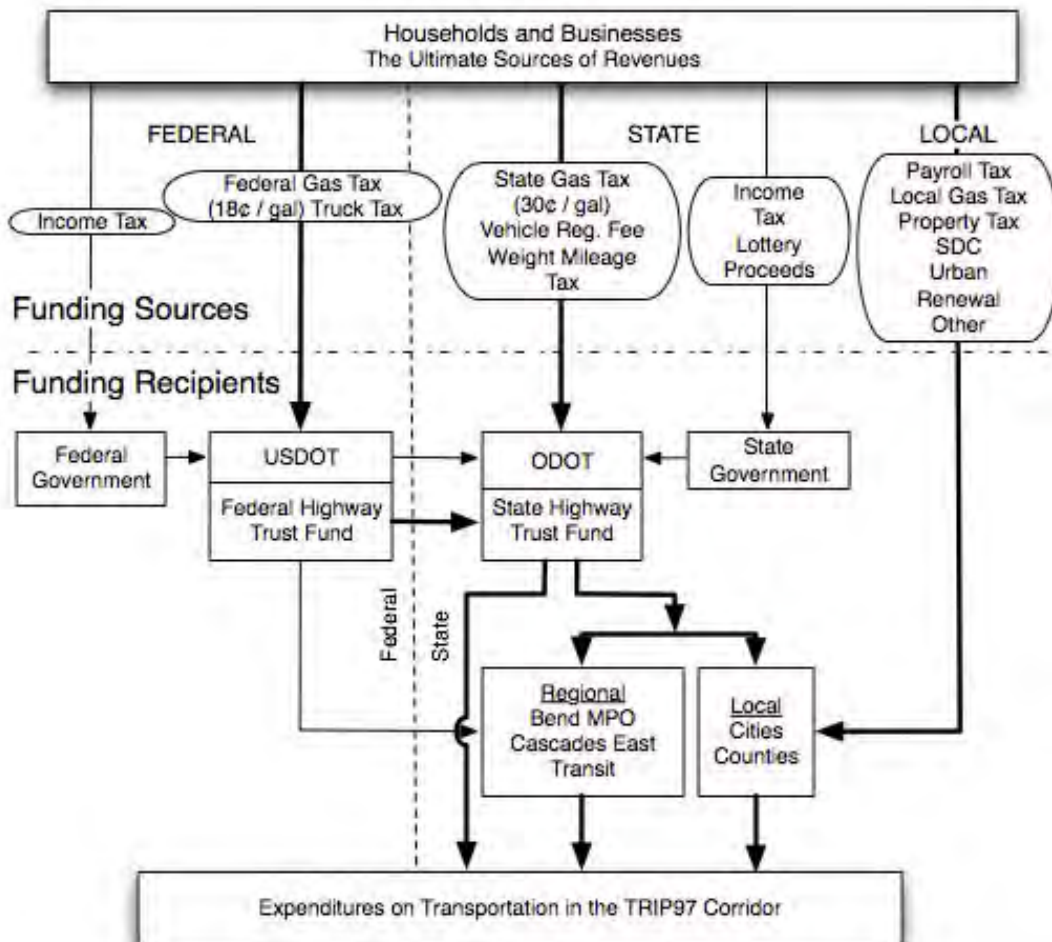 Households and Businesses
The Ultimate Sources of Revenues
FEDERAL
STATE
LOCAL
Income Tax
Federal Gas Tax
(18¢ / gal) Truck Tax
State Gas Tax
(30¢ / gal)
Vehicle Reg. Fee
Weight Mileage
Tax
Income
Tax
Lottery
Proceeds
Payroll Tax
Local Gas Tax
Property Tax
SDC
Urban
Renewal
Other
Funding Sources
Funding Recipients
Federal
Government
USDOT
Federal Highway
Trust Fund
ODOT
State Highway
Trust Fund
State
Government
Federal
State
Regional
Bend MPO
Cascades East
Transit
Local
Cities
Counties
Expenditures on Transportation in the TRIP97 Corridor